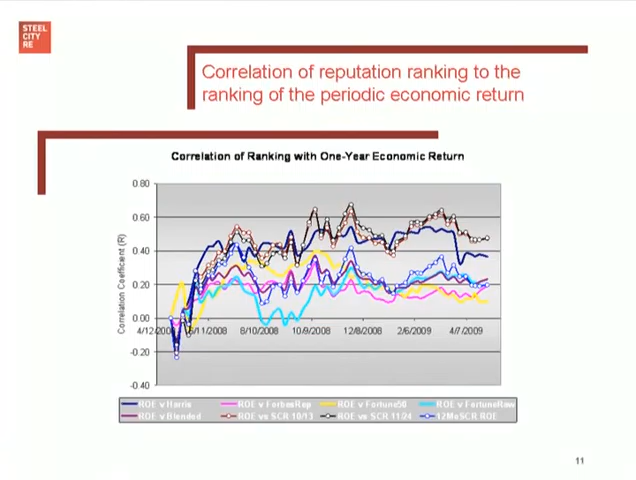 STEEL
CITY
RE
Correlation of reputation ranking to the
ranking of the periodic economic return
Correlation of Ranking with One-Year Economic Return
Correlation Coefficient (R)
0.80
0.60
0.40
0.20
0.00
-0.20
-0.40
4/12/2008 6/11/2008 8/10/2008 10/9/2008 12/8/2008 2/6/2009 4/7/2009
ROE v Harris ROE v ForbesRep ROE v Fortune50 ROE v FortuneRaw
ROE v Blended ROE vs SCR 10/13 ROE vs SCR 11/24 12MoSCR ROE
11